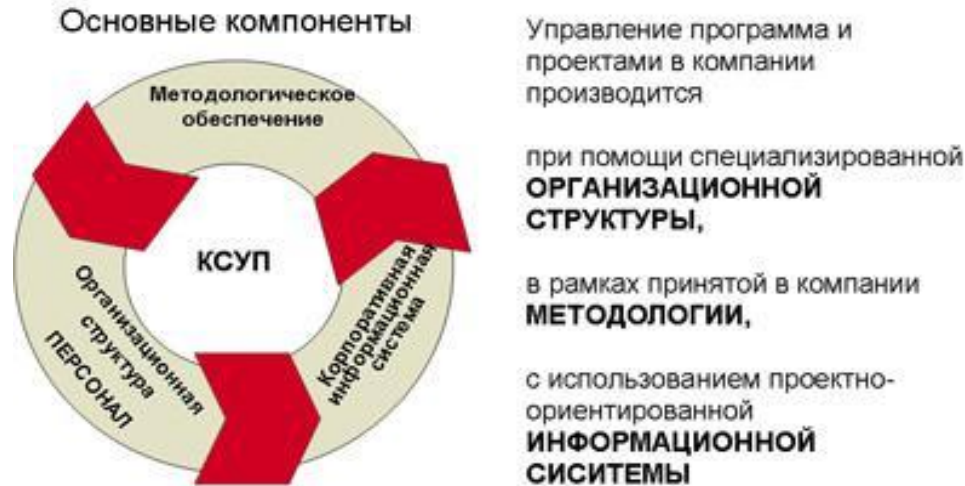 Основные компоненты
Методологическое
обеспечение
КСУП
Организационная
структура
ПЕРСОНАЛ
Корпоративная
информационная
система
Управление программа и
проектами в компании
производится
при помощи специализированной
ОРГАНИЗАЦИОННОЙ
СТРУКТУРЫ,
в рамках принятой в компании
МЕТОДОЛОГИИ,
с использованием проектно-
ориентированной
ИНФОРМАЦИОННОЙ
СИСИТЕМЫ